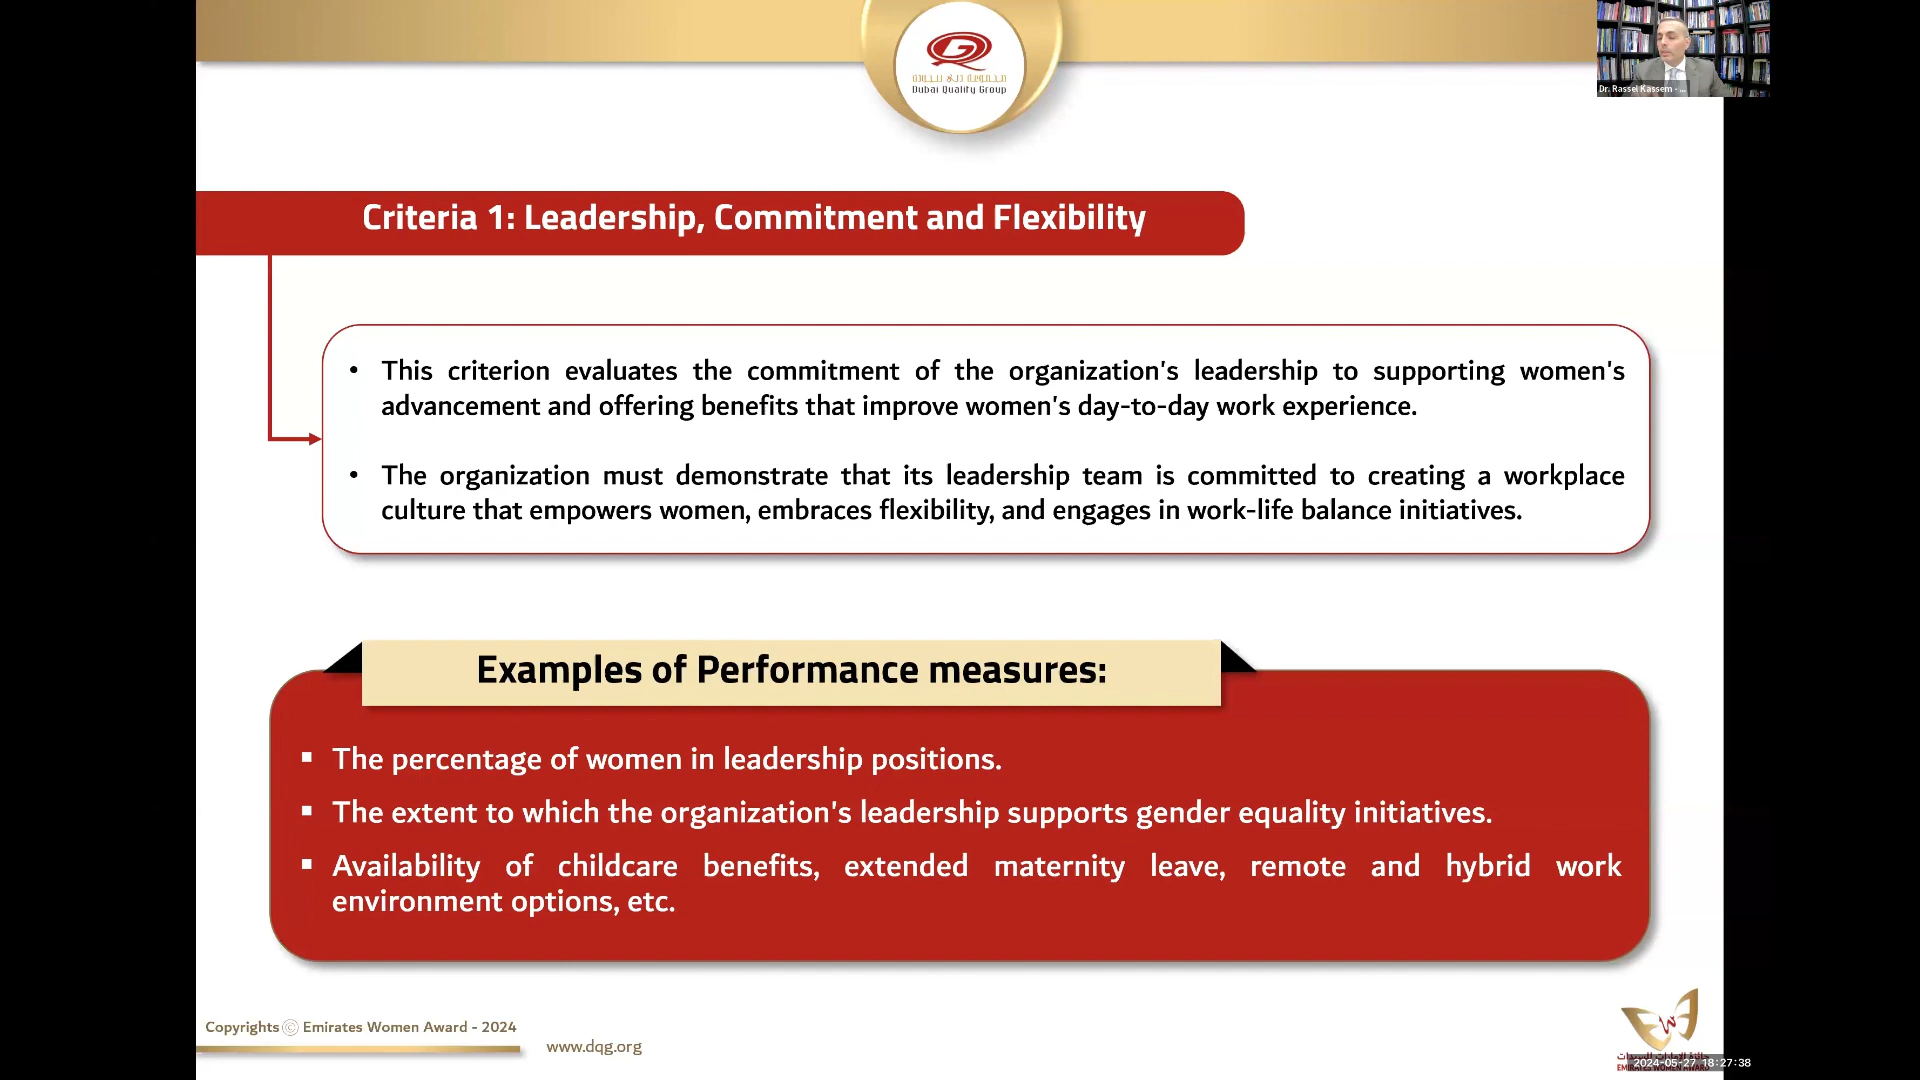 Dubai Quality Group
Dr. Rassel Kassem - ...
Criteria 1: Leadership, Commitment and Flexibility
• This criterion evaluates the commitment of the organization's leadership to supporting women's
advancement and offering benefits that improve women's day-to-day work experience.
• The organization must demonstrate that its leadership team is committed to creating a workplace
culture that empowers women, embraces flexibility, and engages in work-life balance initiatives.
Examples of Performance measures:
▪ The percentage of women in leadership positions.
▪ The extent to which the organization's leadership supports gender equality initiatives.
▪ Availability of childcare benefits, extended maternity leave, remote and hybrid work
environment options, etc.
Copyrights © Emirates Women Award - 2024
www.dqg.org
2024-05-27 18:27:38